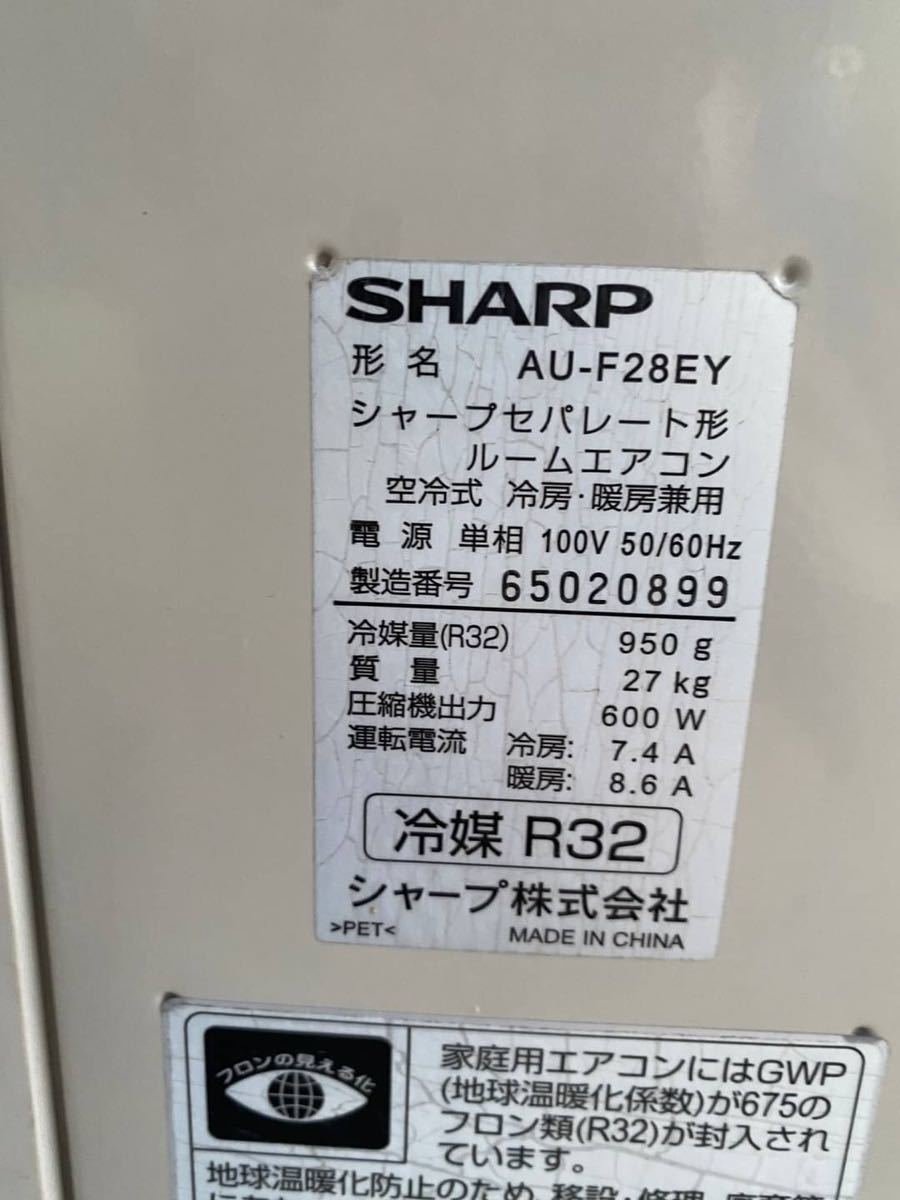 SHARP
形名 AU-F28EY
シャープセパレート形
ルームエアコン
空冷式 冷房・暖房兼用
電源 単相 100V 50/60Hz
製造番号 65020899
冷媒量(R32) 950 g
質量 27 kg
圧縮機出力 600 W
運転電流 冷房: 7.4 A
暖房: 8.6 A
冷媒 R32
シャープ株式会社
>PET< MADE IN CHINA
フロンの見える化
家庭用エアコンにはGWP
(地球温暖化係数)が675の
フロン類(R32)が封入され
ています。
地球温暖化防止のため、移設・修理